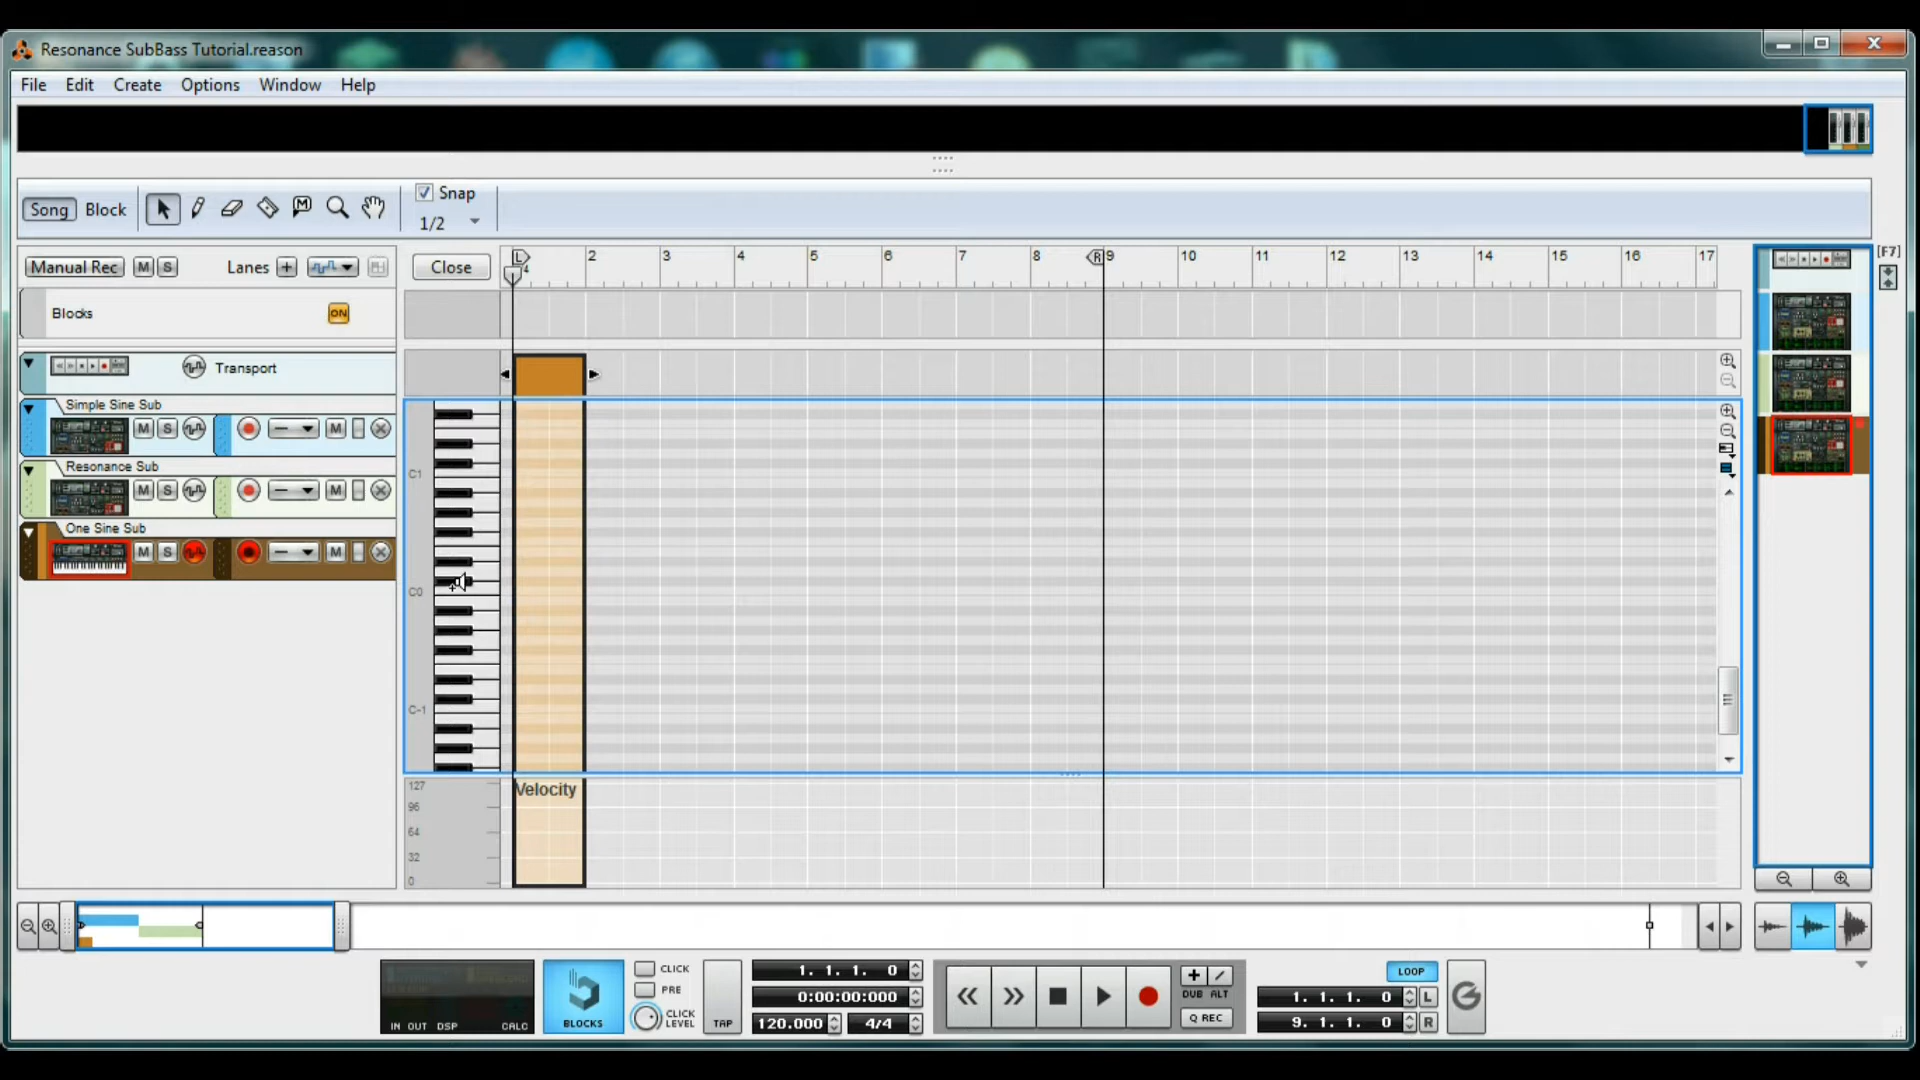 Resonance SubBass Tutorial.reason
File Edit Create Options Window Help
Song Block
Snap
1/2
Manual Rec M S Lanes +
Close
L 2 3 4 5 6 7 8 R 9 10 11 12 13 14 15 16 17
[F7]
Blocks ON
Transport
Simple Sine Sub
M S M
Resonance Sub
M S M
One Sine Sub
M S M
C1
C0
C-1
Velocity
127
96
64
32
0
IN OUT DSP CALC
BLOCKS
CLICK
PRE
CLICK LEVEL
TAP
1. 1. 1. 0
0:00:00:000
120.000 4/4
DUB ALT
Q REC
LOOP
1. 1. 1. 0 L
9. 1. 1. 0 R